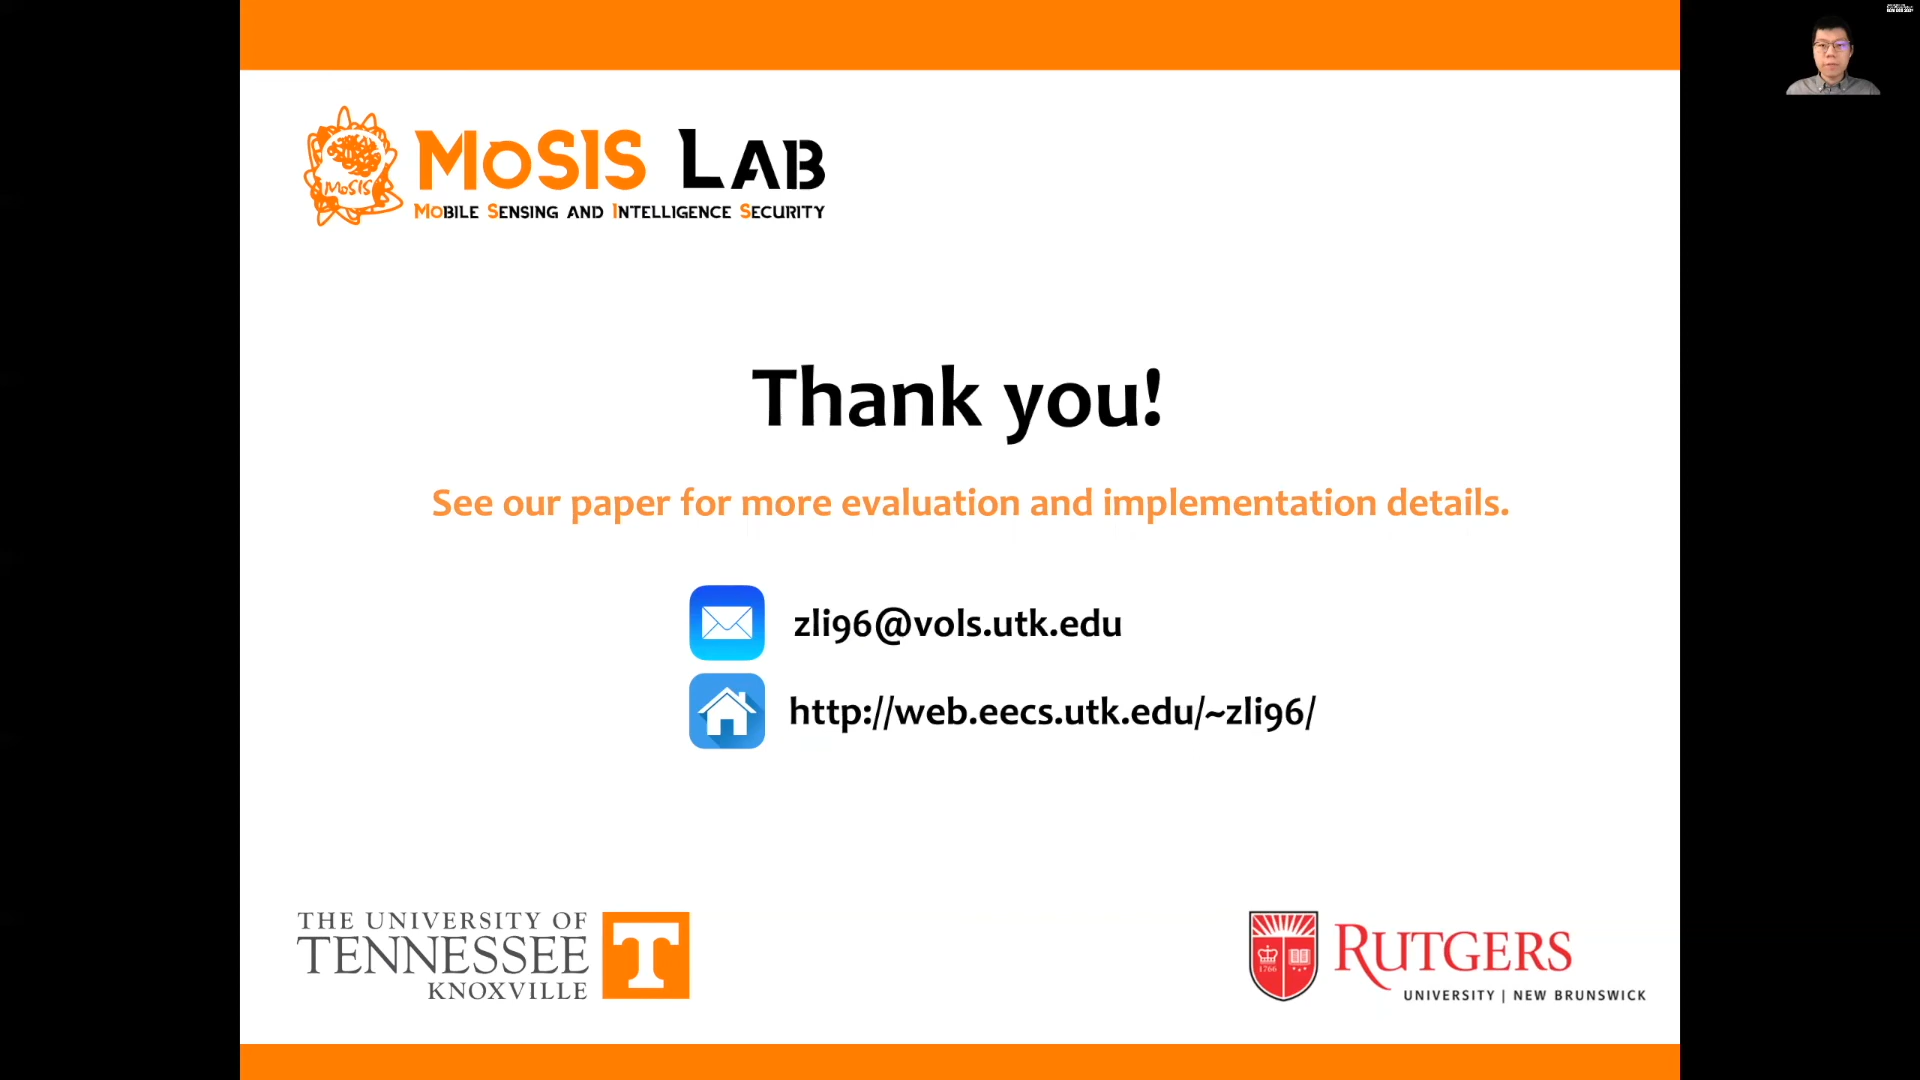 MoSIS
MoSIS Lab
Mobile Sensing and Intelligence Security
Thank you!
See our paper for more evaluation and implementation details.
zli96@vols.utk.edu
http://web.eecs.utk.edu/~zli96/
THE UNIVERSITY OF
TENNESSEE
KNOXVILLE
T
1766
RUTGERS
UNIVERSITY | NEW BRUNSWICK